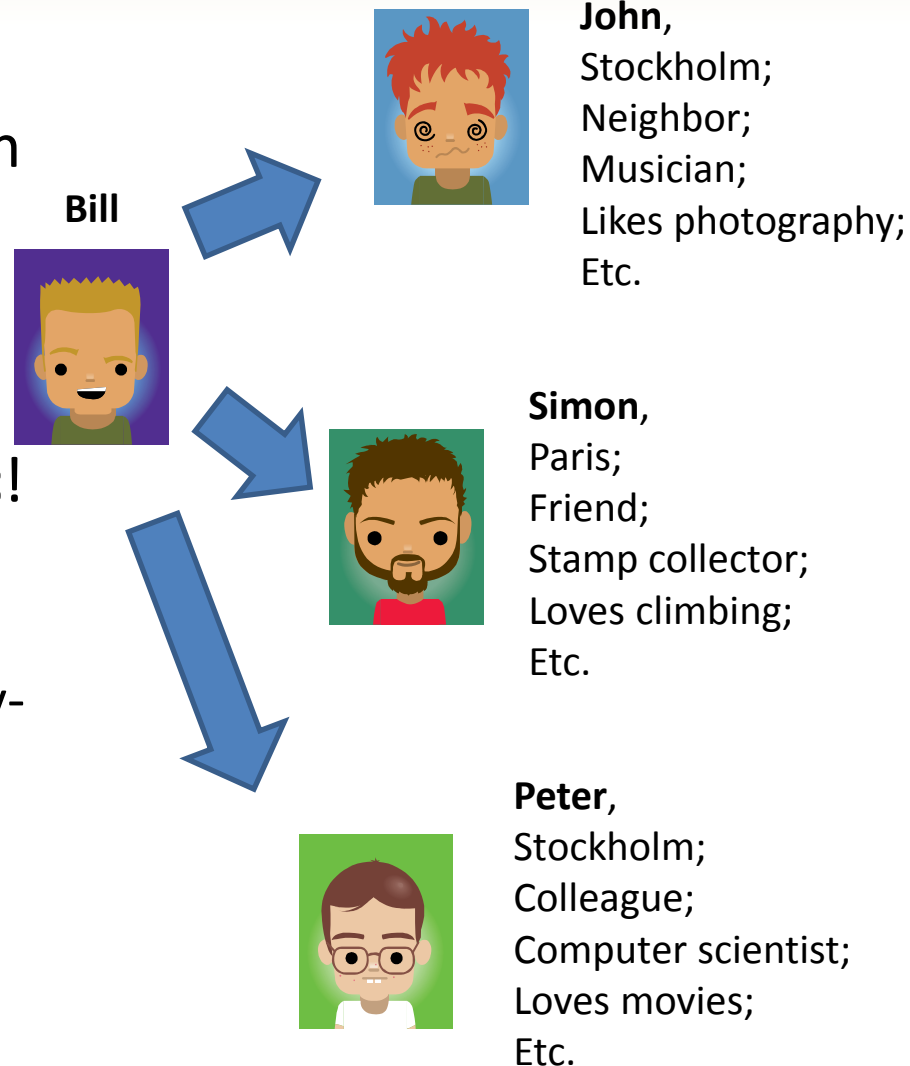 Bill
John,
Stockholm;
Neighbor;
Musician;
Likes photography;
Etc.
Simon,
Paris;
Friend;
Stamp collector;
Loves climbing;
Etc.
Peter,
Stockholm;
Colleague;
Computer scientist;
Loves movies;
Etc.